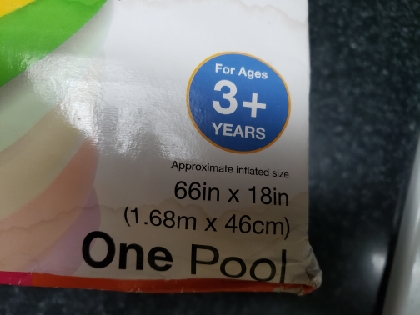 For Ages
3+
YEARS
Approximate inflated size
66in x 18in
(1.68m x 46cm)
One Pool